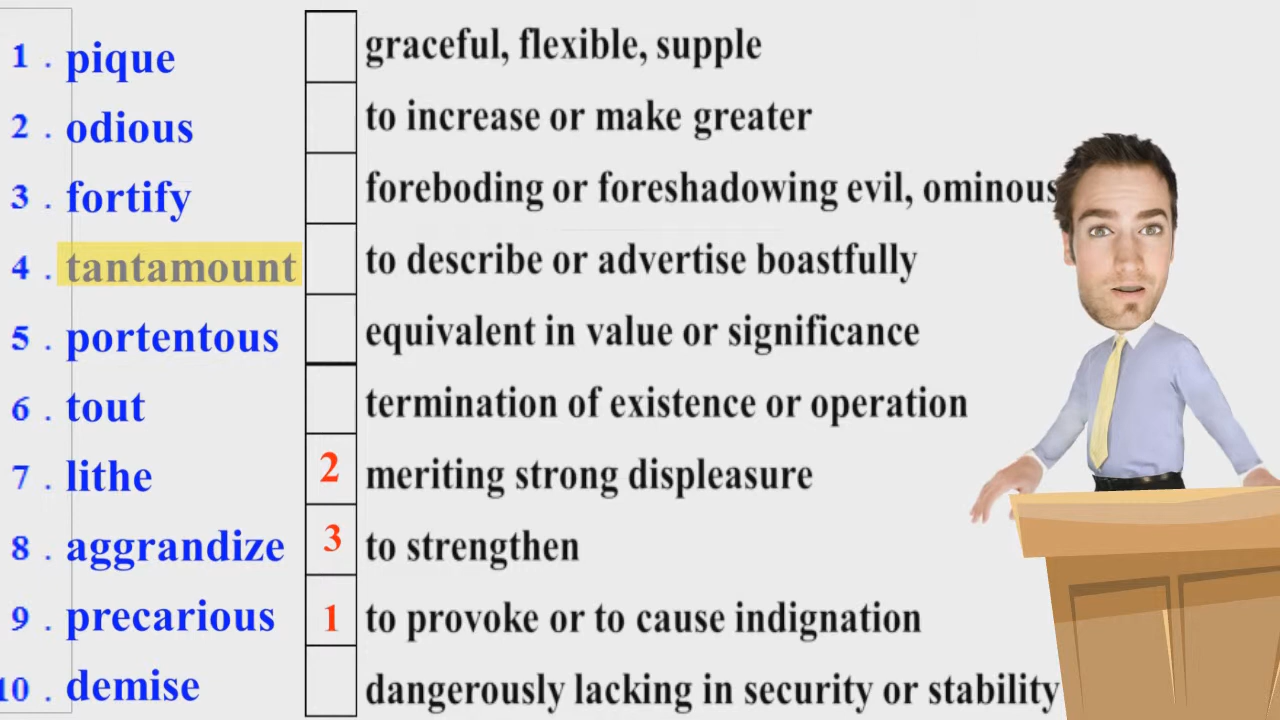 1 . pique
2 . odious
3 . fortify
4 . tantamount
5 . portentous
6 . tout
7 . lithe
8 . aggrandize
9 . precarious
10 . demise
graceful, flexible, supple
to increase or make greater
foreboding or foreshadowing evil, ominous
to describe or advertise boastfully
equivalent in value or significance
termination of existence or operation
2 meriting strong displeasure
3 to strengthen
1 to provoke or to cause indignation
dangerously lacking in security or stability